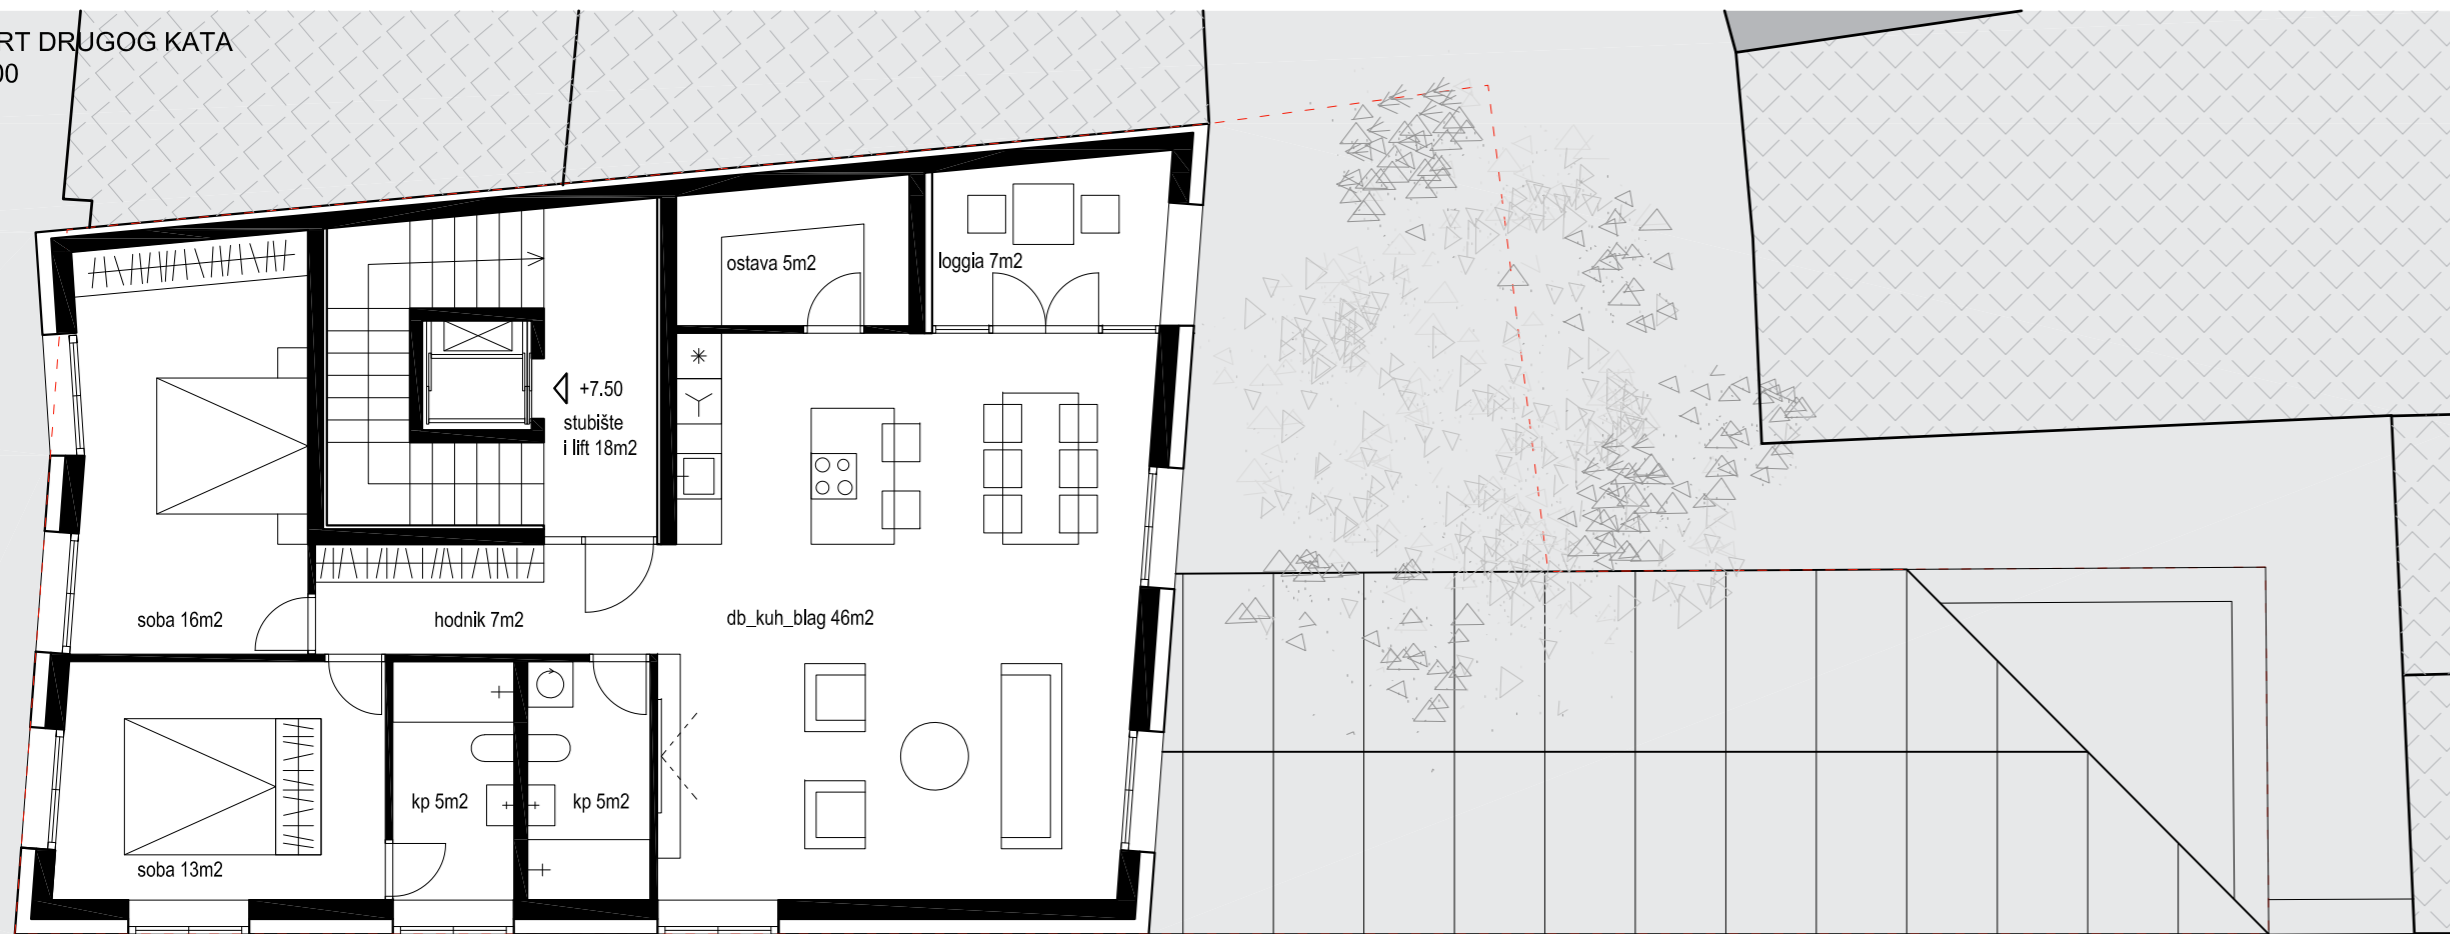 RT DRUGOG KATA
00
ostava 5m2
loggia 7m2
+7.50
stubište
i lift 18m2
soba 16m2
hodnik 7m2
db_kuh_blag 46m2
kp 5m2
kp 5m2
soba 13m2